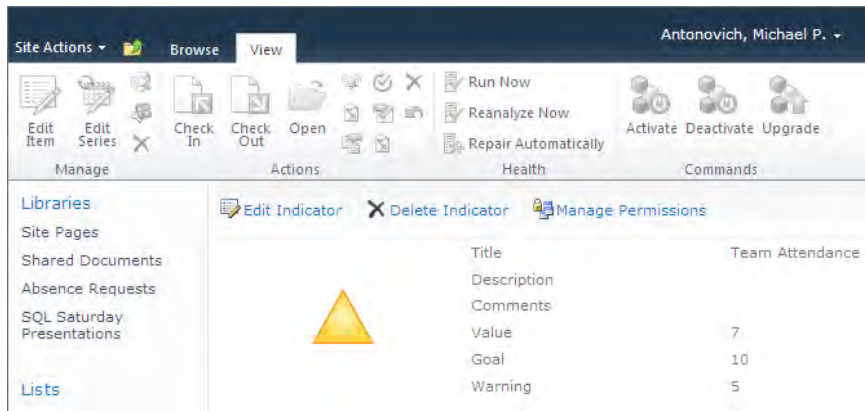 Antonovich, Michael P.
Site Actions Browse View
Run Now
Reanalyze Now
Repair Automatically
Edit Item
Edit Series
Check In
Check Out
Open
Activate Deactivate Upgrade
Manage Actions Health Commands
Libraries
Site Pages
Shared Documents
Absence Requests
SQL Saturday
Presentations
Lists
Edit Indicator Delete Indicator Manage Permissions
Title Team Attendance
Description
Comments
Value 7
Goal 10
Warning 5